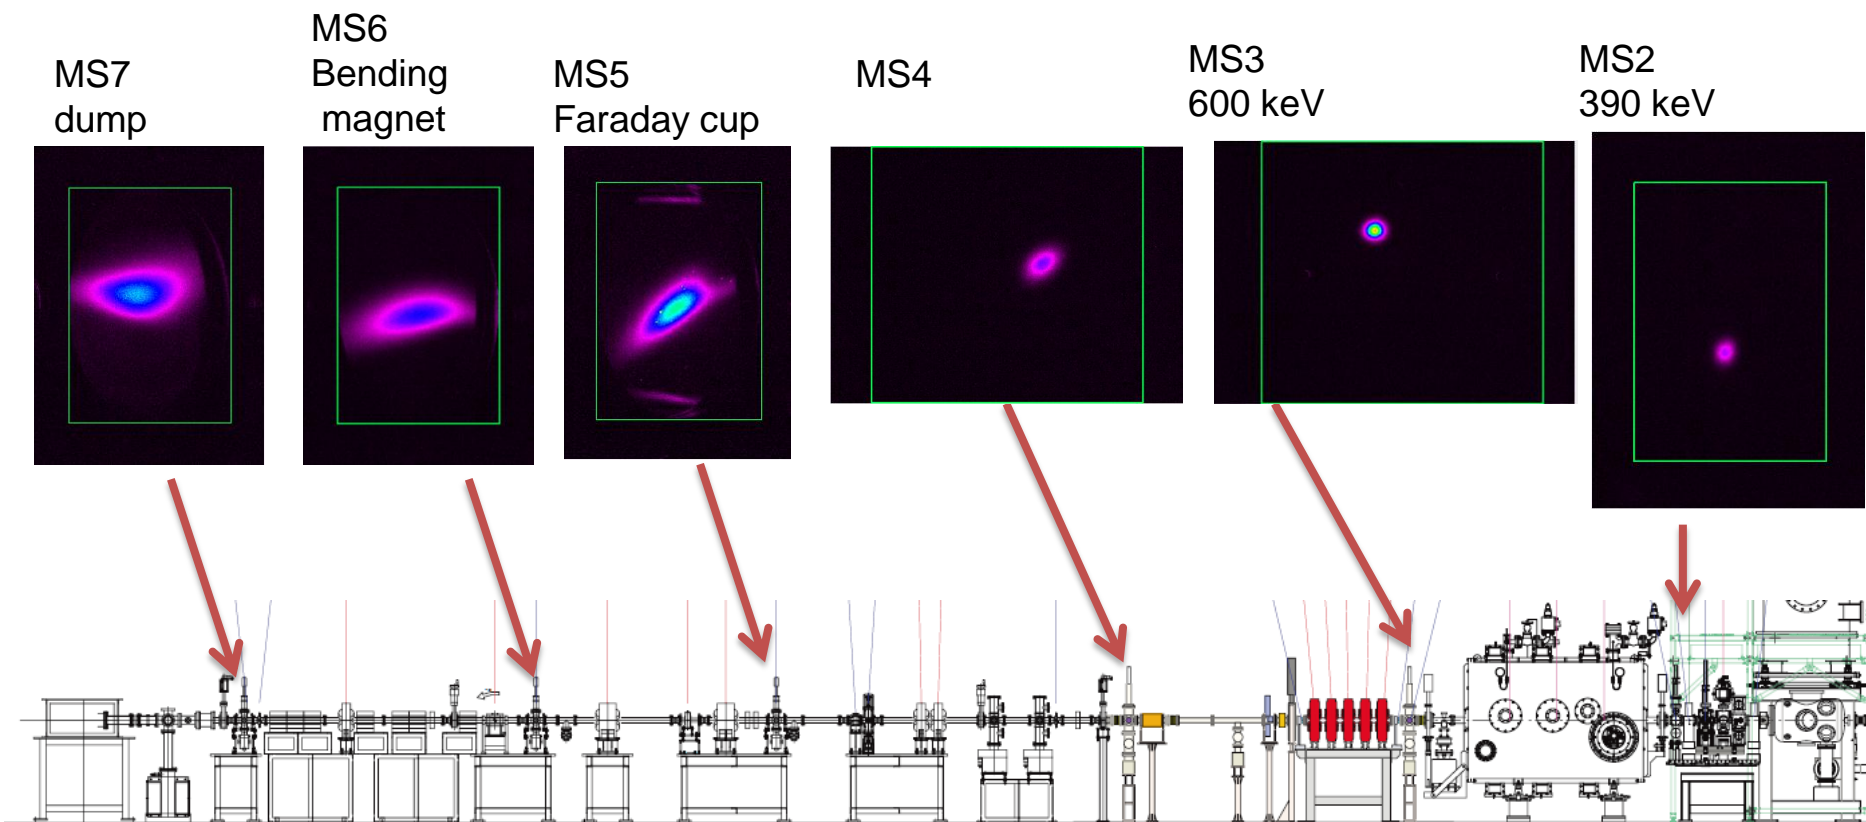 MS7
dump
MS6
Bending
magnet
MS5
Faraday cup
MS4
MS3
600 keV
MS2
390 keV